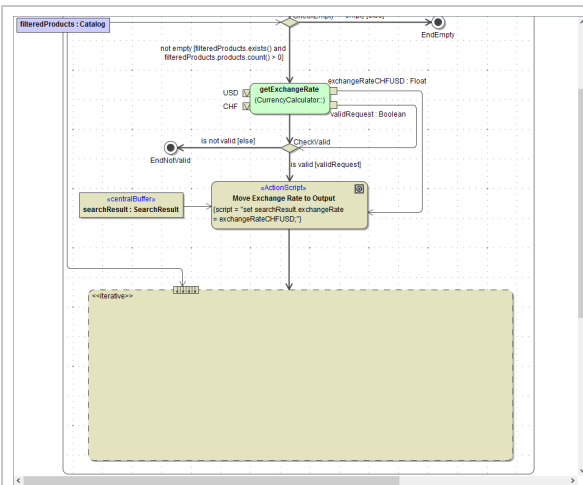 filteredProducts : Catalog
EndEmpty
not empty [filteredProducts.exists() and
filteredProducts.products.count() > 0]
exchangeRateCHFUSD : Float
USD
getExchangeRate
CHF
(CurrencyCalculator::)
validRequest : Boolean
is not valid [else]
CheckValid
EndNotValid
is valid [validRequest]
«ActionScript»
Move Exchange Rate to Output
«centralBuffer»
searchResult : SearchResult
{script = "set searchResult.exchangeRate
= exchangeRateCHFUSD;"}
<<iterative>>